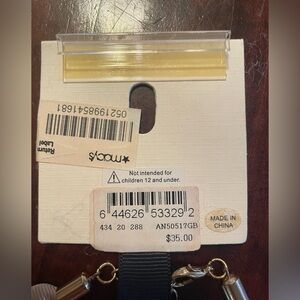 0521998541681
★macy's
Return
Label
Not intended for
children 12 and under.
6 44626 53329 2
434 20 288 AN50517GB
$35.00
MADE IN
CHINA